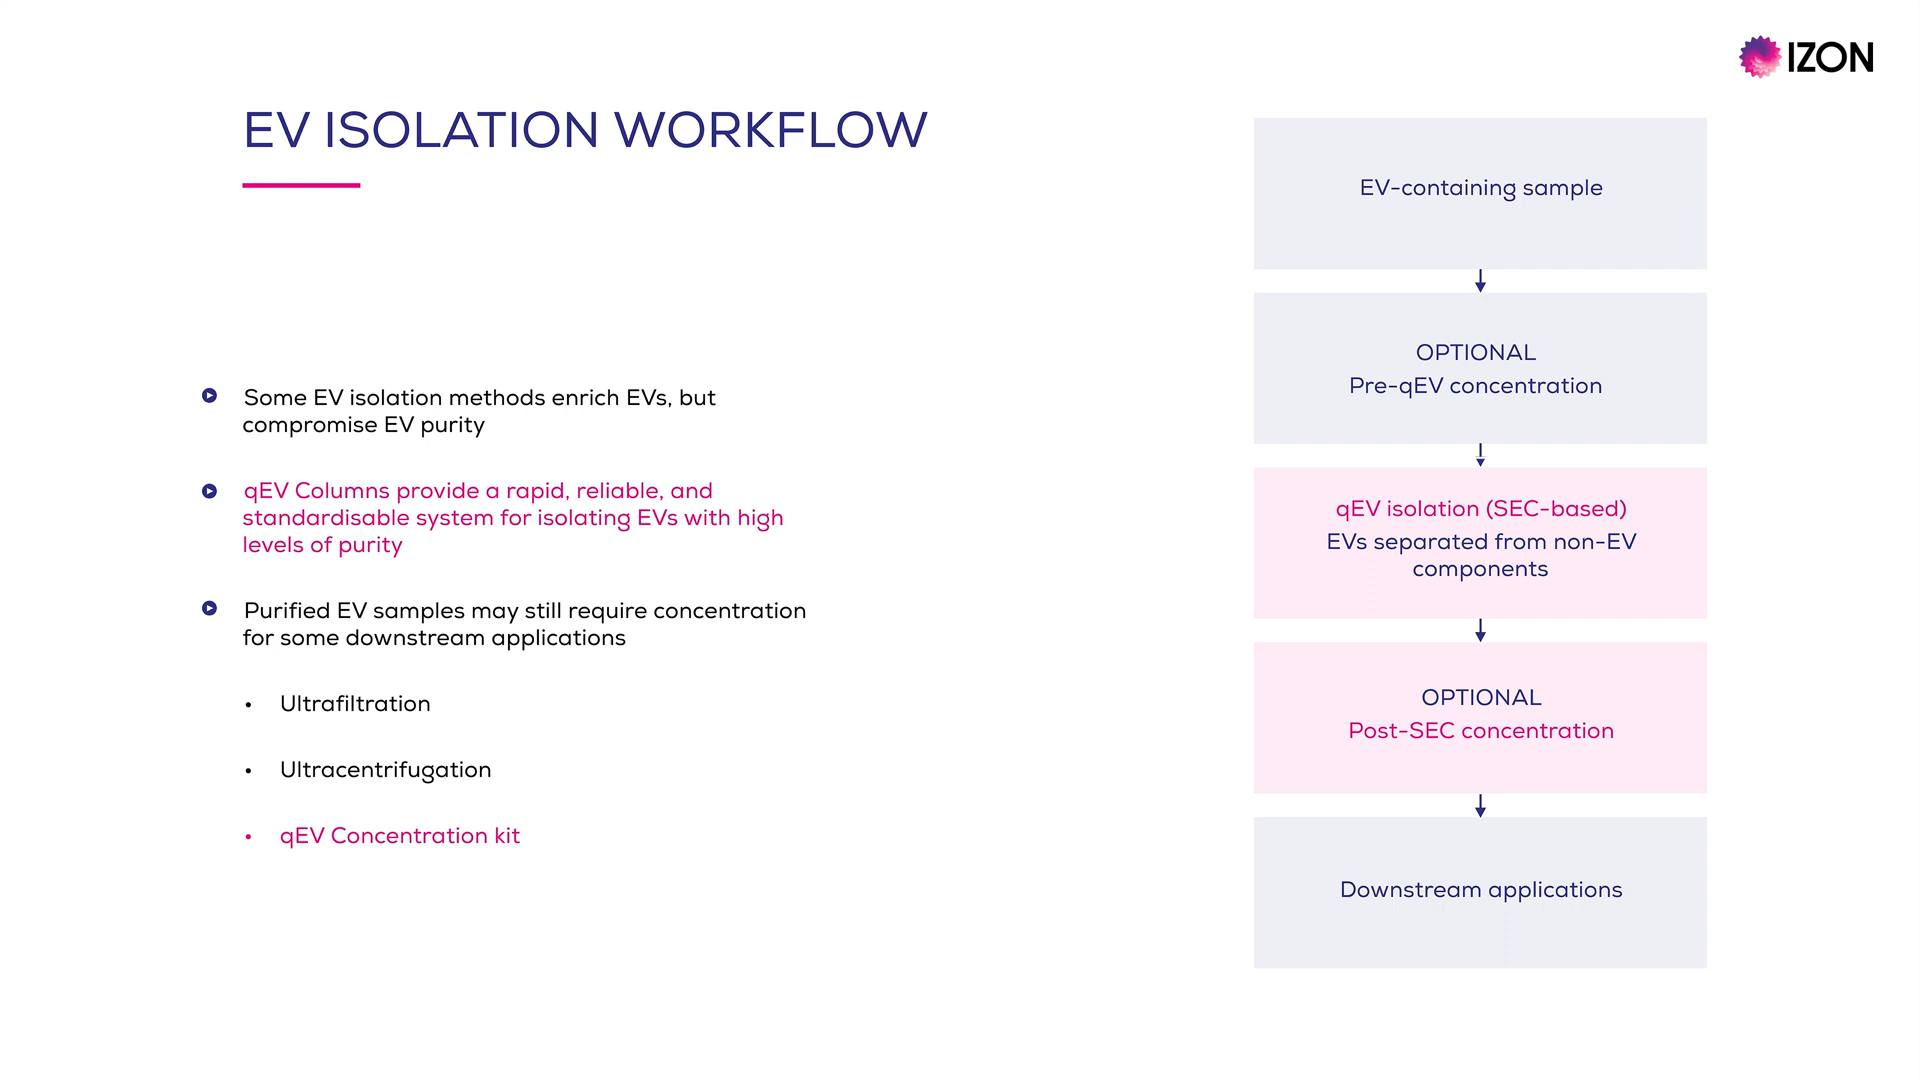 IZON
EV ISOLATION WORKFLOW
Some EV isolation methods enrich EVs, but
compromise EV purity
qEV Columns provide a rapid, reliable, and
standardisable system for isolating EVs with high
levels of purity
Purified EV samples may still require concentration
for some downstream applications
• Ultrafiltration
• Ultracentrifugation
• qEV Concentration kit
EV-containing sample
OPTIONAL
Pre-qEV concentration
qEV isolation (SEC-based)
EVs separated from non-EV
components
OPTIONAL
Post-SEC concentration
Downstream applications